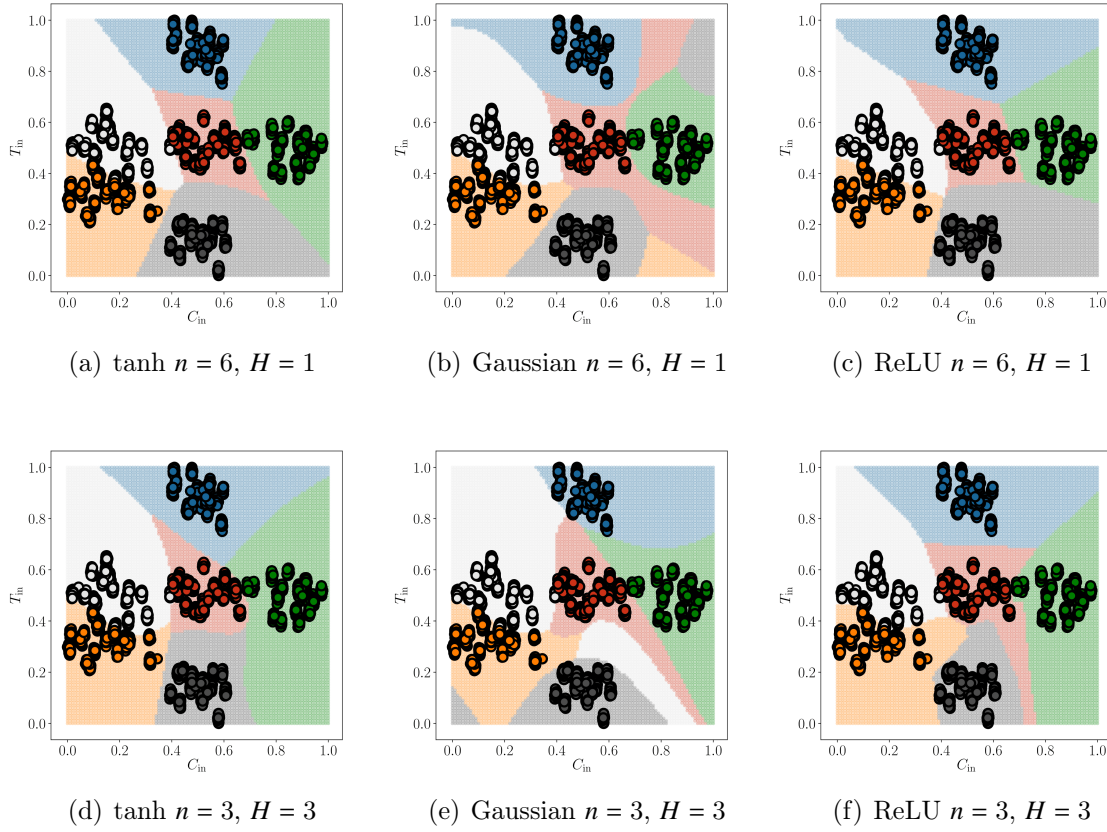 1.0
0.8
0.6
0.4
0.2
0.0
T_in
0.0 0.2 0.4 0.6 0.8 1.0
C_in
(a) tanh n = 6, H = 1
1.0
0.8
0.6
0.4
0.2
0.0
T_in
0.0 0.2 0.4 0.6 0.8 1.0
C_in
(b) Gaussian n = 6, H = 1
1.0
0.8
0.6
0.4
0.2
0.0
T_in
0.0 0.2 0.4 0.6 0.8 1.0
C_in
(c) ReLU n = 6, H = 1
1.0
0.8
0.6
0.4
0.2
0.0
T_in
0.0 0.2 0.4 0.6 0.8 1.0
C_in
(d) tanh n = 3, H = 3
1.0
0.8
0.6
0.4
0.2
0.0
T_in
0.0 0.2 0.4 0.6 0.8 1.0
C_in
(e) Gaussian n = 3, H = 3
1.0
0.8
0.6
0.4
0.2
0.0
T_in
0.0 0.2 0.4 0.6 0.8 1.0
C_in
(f) ReLU n = 3, H = 3